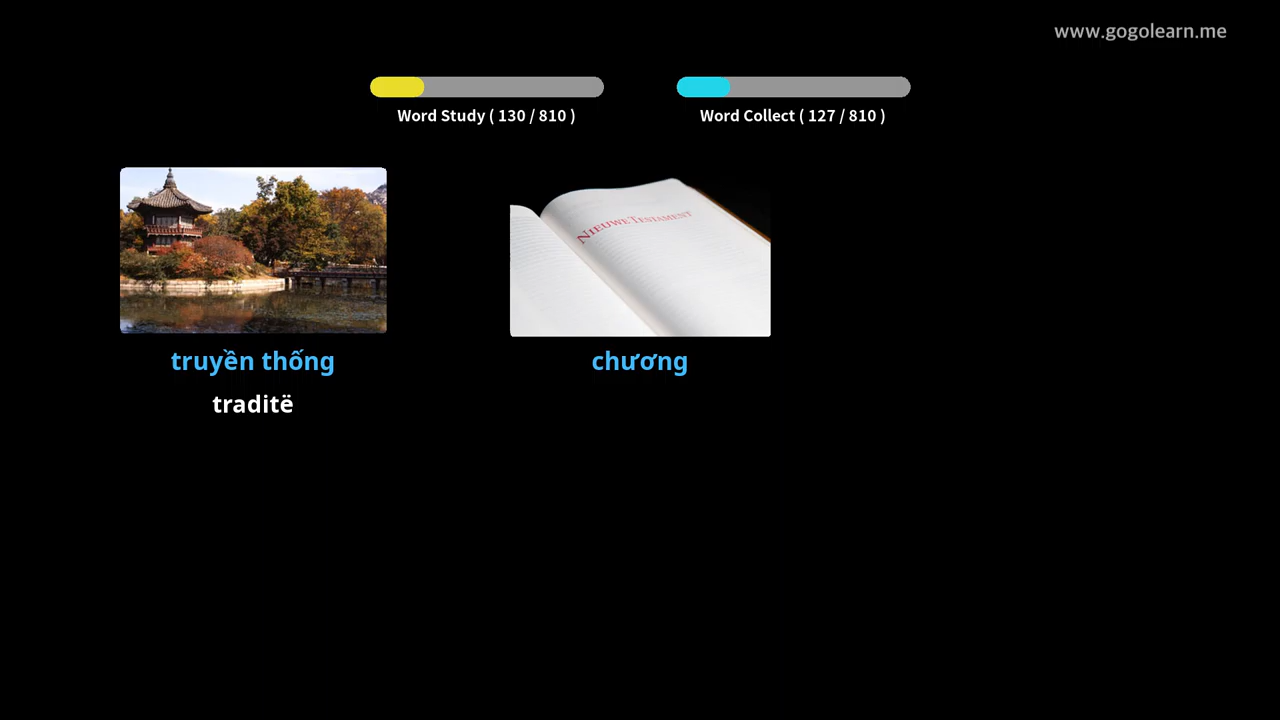 www.gogolearn.me
Word Study ( 130 / 810 )
Word Collect ( 127 / 810 )
NIEUWE TESTAMENT
truyền thống
chương
traditë